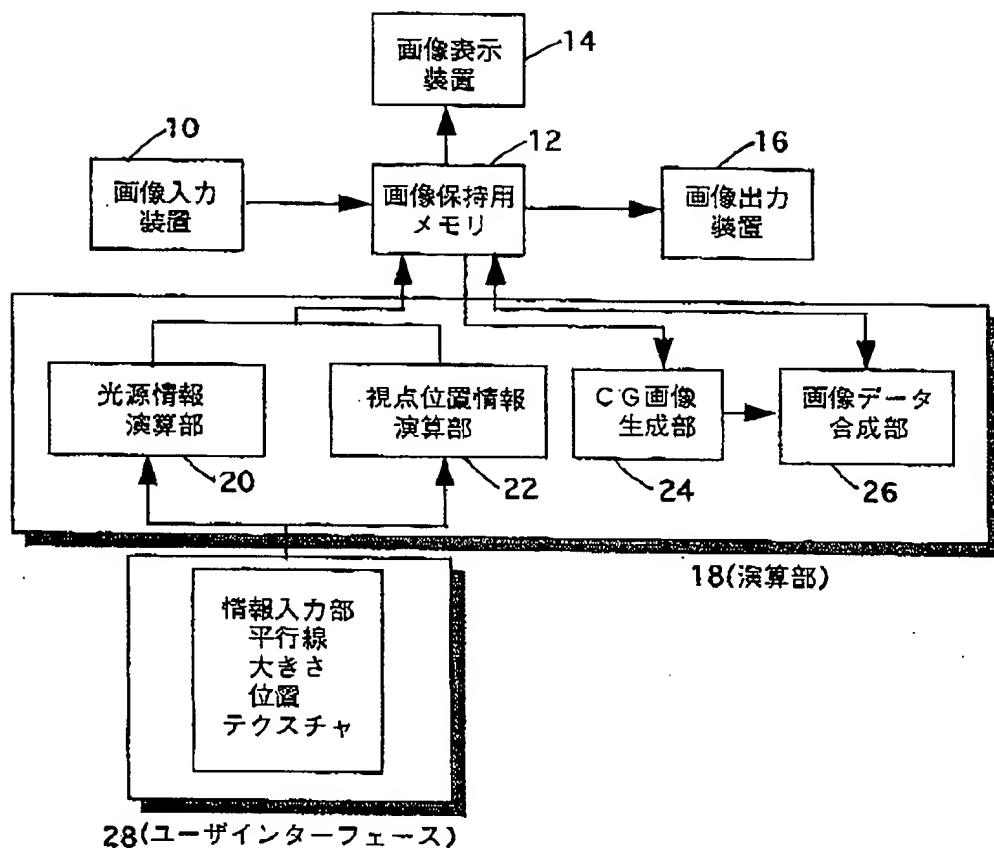 画像表示
装置
14
10
12
16
画像入力
装置
画像保持用
メモリ
画像出力
装置
光源情報
演算部
視点位置情報
演算部
CG画像
生成部
画像データ
合成部
20
22
24
26
18(演算部)
情報入力部
平行線
大きさ
位置
テクスチャ
28(ユーザインターフェース)